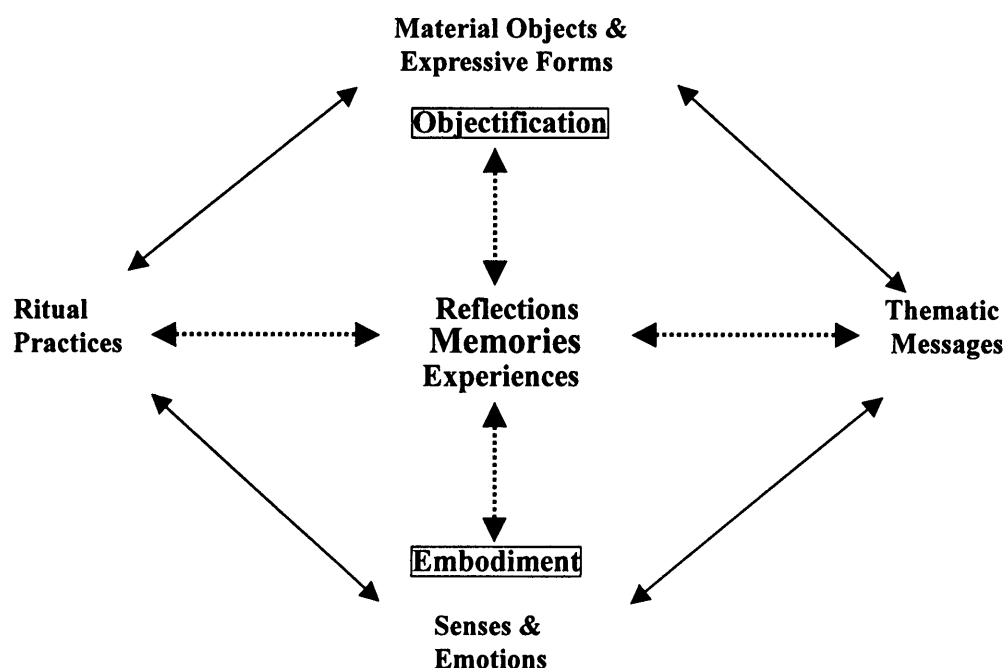 Material Objects &
Expressive Forms
Objectification
Ritual
Practices
Reflections
Memories
Experiences
Thematic
Messages
Embodiment
Senses &
Emotions